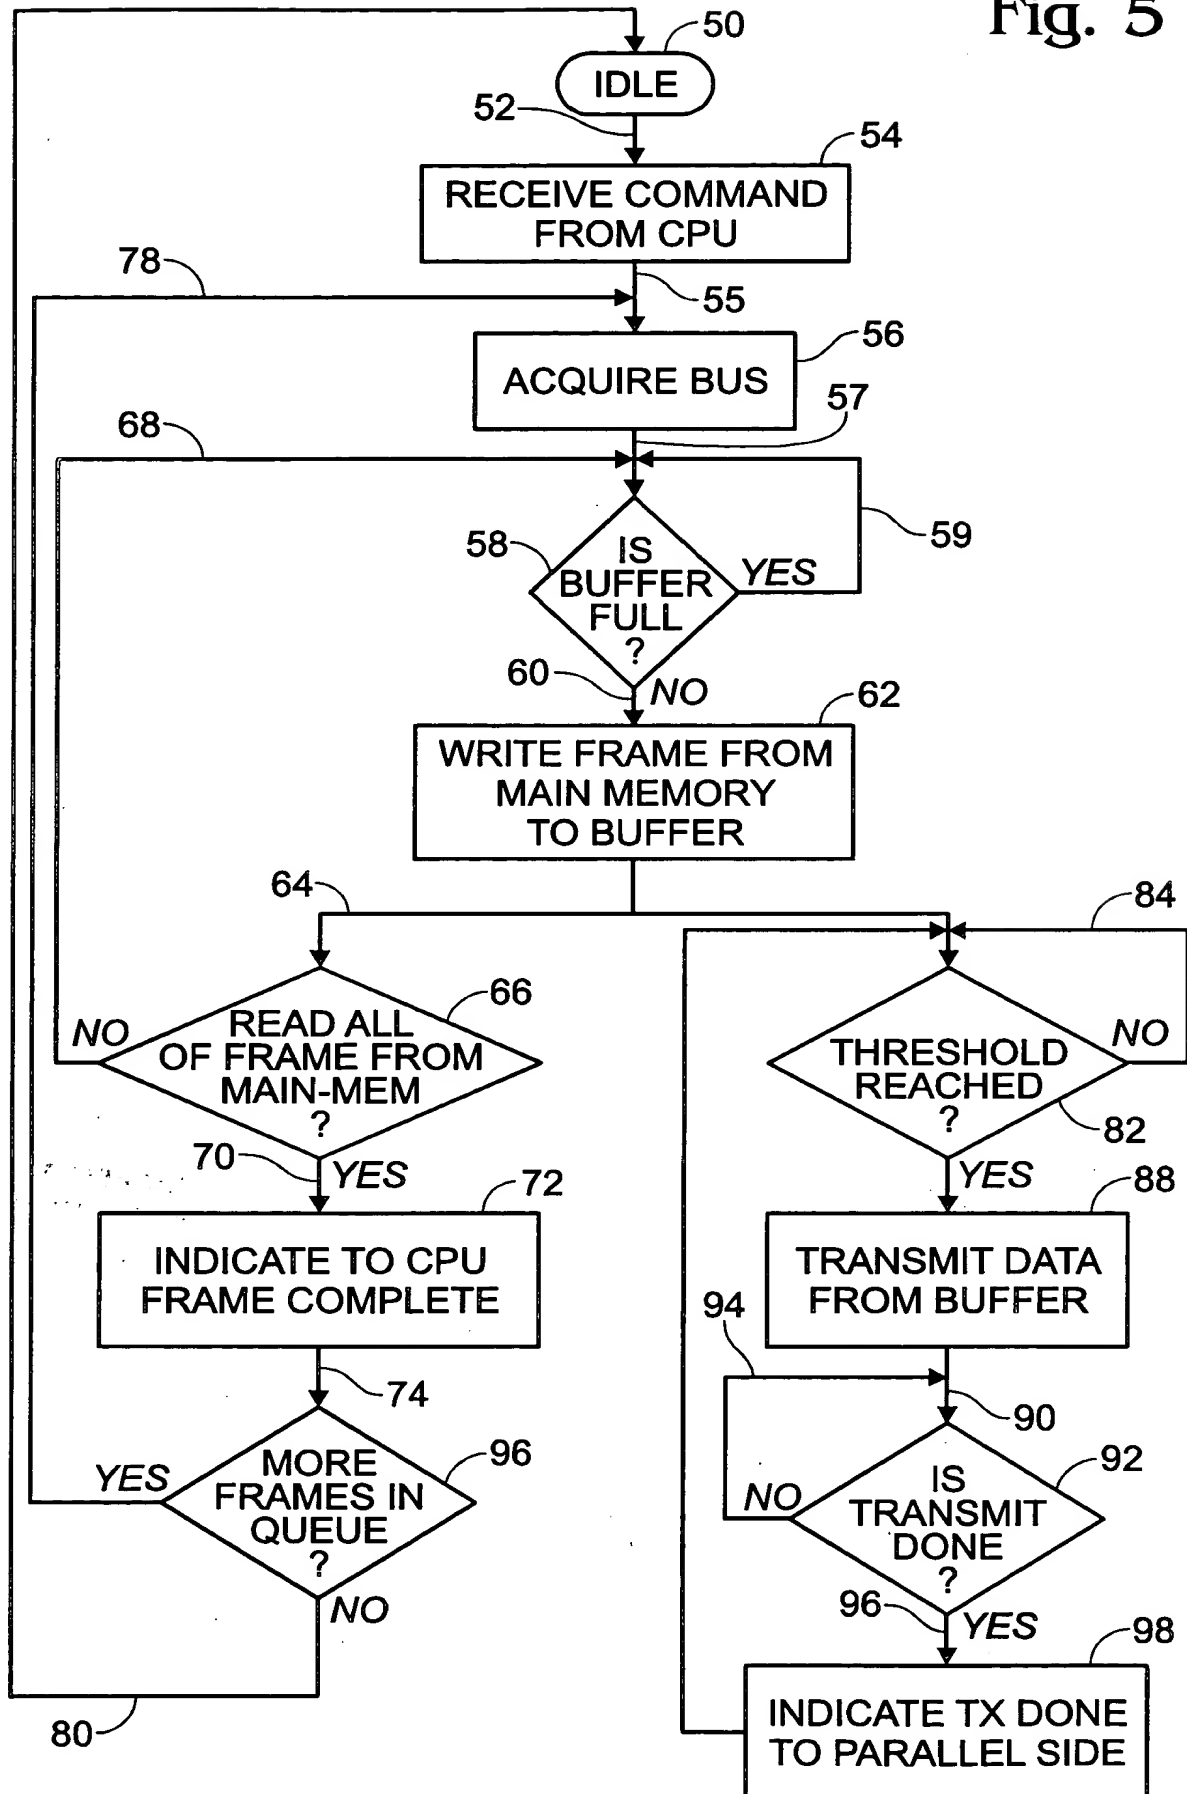 Fig. 5
50
IDLE
52
54
RECEIVE COMMAND
FROM CPU
78
55
56
ACQUIRE BUS
57
68
58
IS
BUFFER
FULL
?
YES
59
60
NO
62
WRITE FRAME FROM
MAIN MEMORY
TO BUFFER
64
84
66
NO
READ ALL
OF FRAME FROM
MAIN-MEM
?
NO
THRESHOLD
REACHED
?
82
70
YES
YES
72
88
INDICATE TO CPU
FRAME COMPLETE
TRANSMIT DATA
FROM BUFFER
94
74
90
96
YES
MORE
FRAMES IN
QUEUE
?
NO
92
NO
IS
TRANSMIT
DONE
?
96
YES
98
80
INDICATE TX DONE
TO PARALLEL SIDE